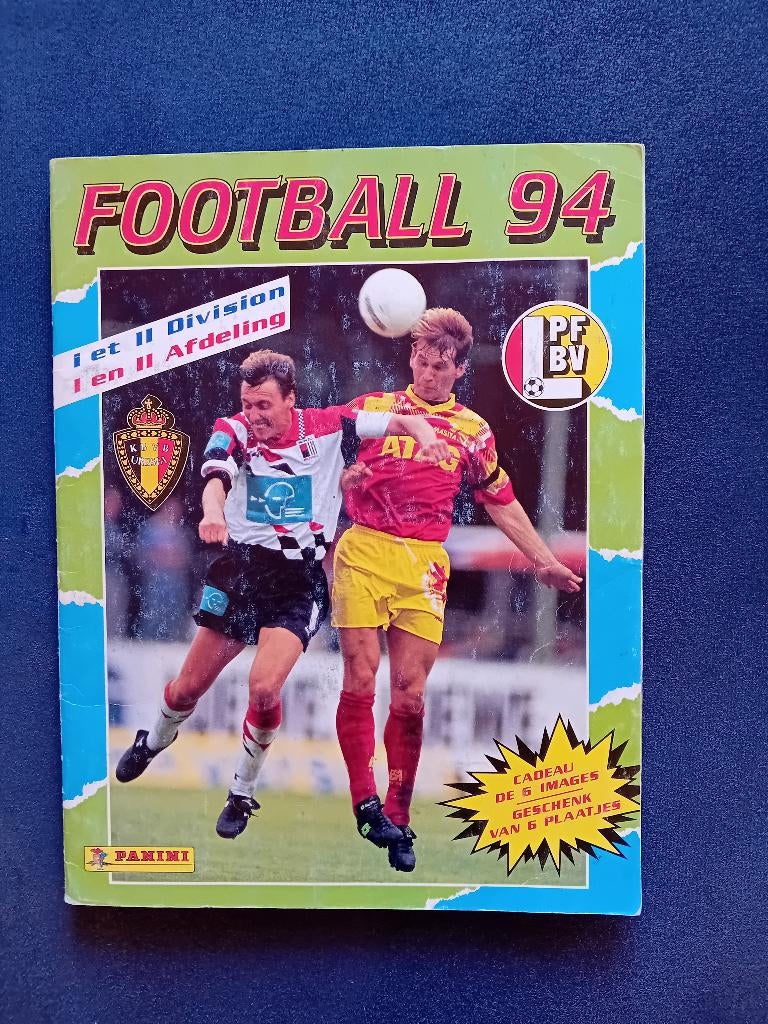 FOOTBALL 94
I et II Division
I en II Afdeling
L
PF
BV
MASITA
CADEAU
DE 6 IMAGES
GESCHENK
VAN 6 PLAATJES
PANINI